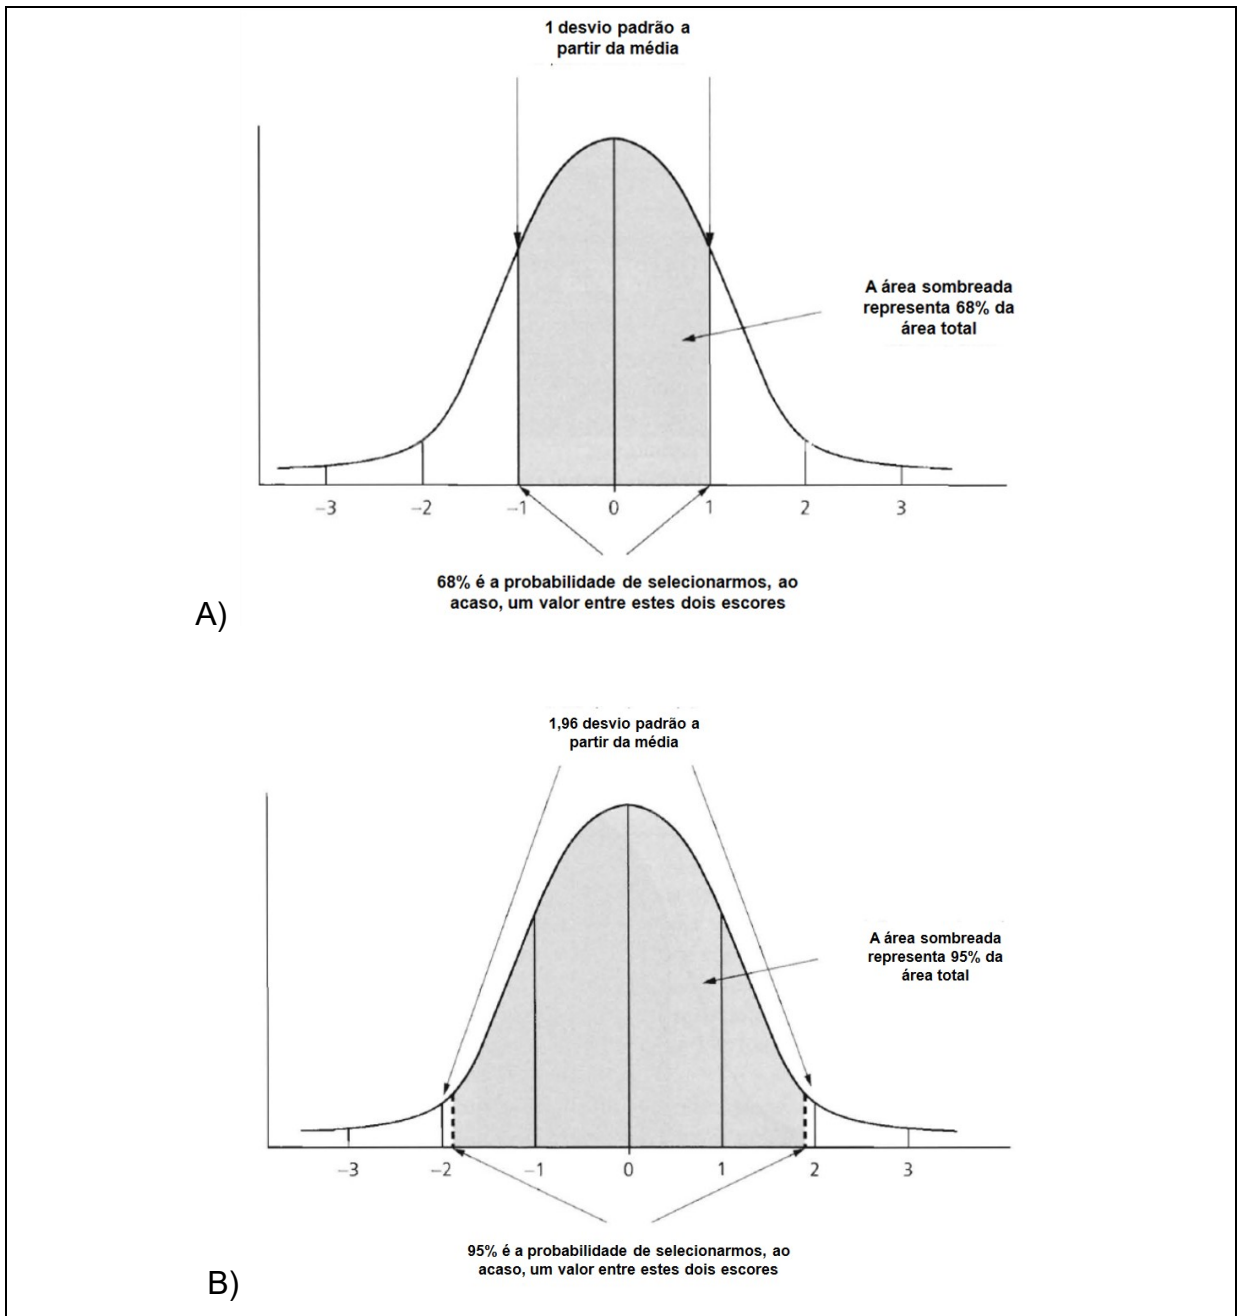 1 desvio padrão a
partir da média
A área sombreada
representa 68% da
área total
−3 −2 −1 0 1 2 3
68% é a probabilidade de selecionarmos, ao
acaso, um valor entre estes dois escores
A)
1,96 desvio padrão a
partir da média
A área sombreada
representa 95% da
área total
−3 −2 −1 0 1 2 3
95% é a probabilidade de selecionarmos, ao
acaso, um valor entre estes dois escores
B)